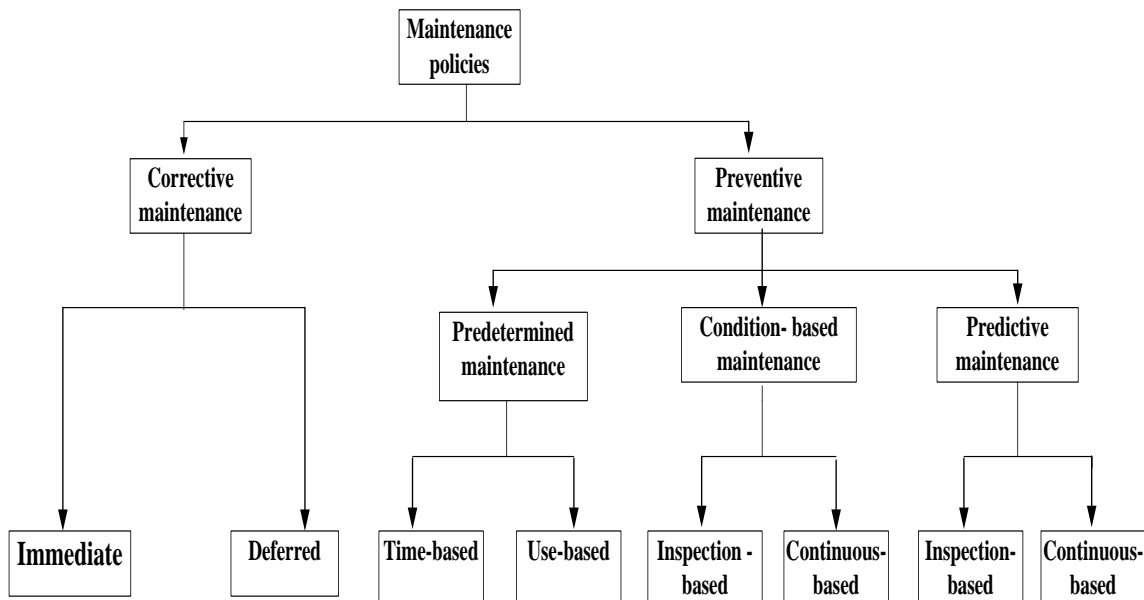 Maintenance
policies
Corrective
maintenance
Preventive
maintenance
Predetermined
maintenance
Condition- based
maintenance
Predictive
maintenance
Immediate
Deferred
Time-based
Use-based
Inspection -
based
Continuous-
based
Inspection-
based
Continuous-
based